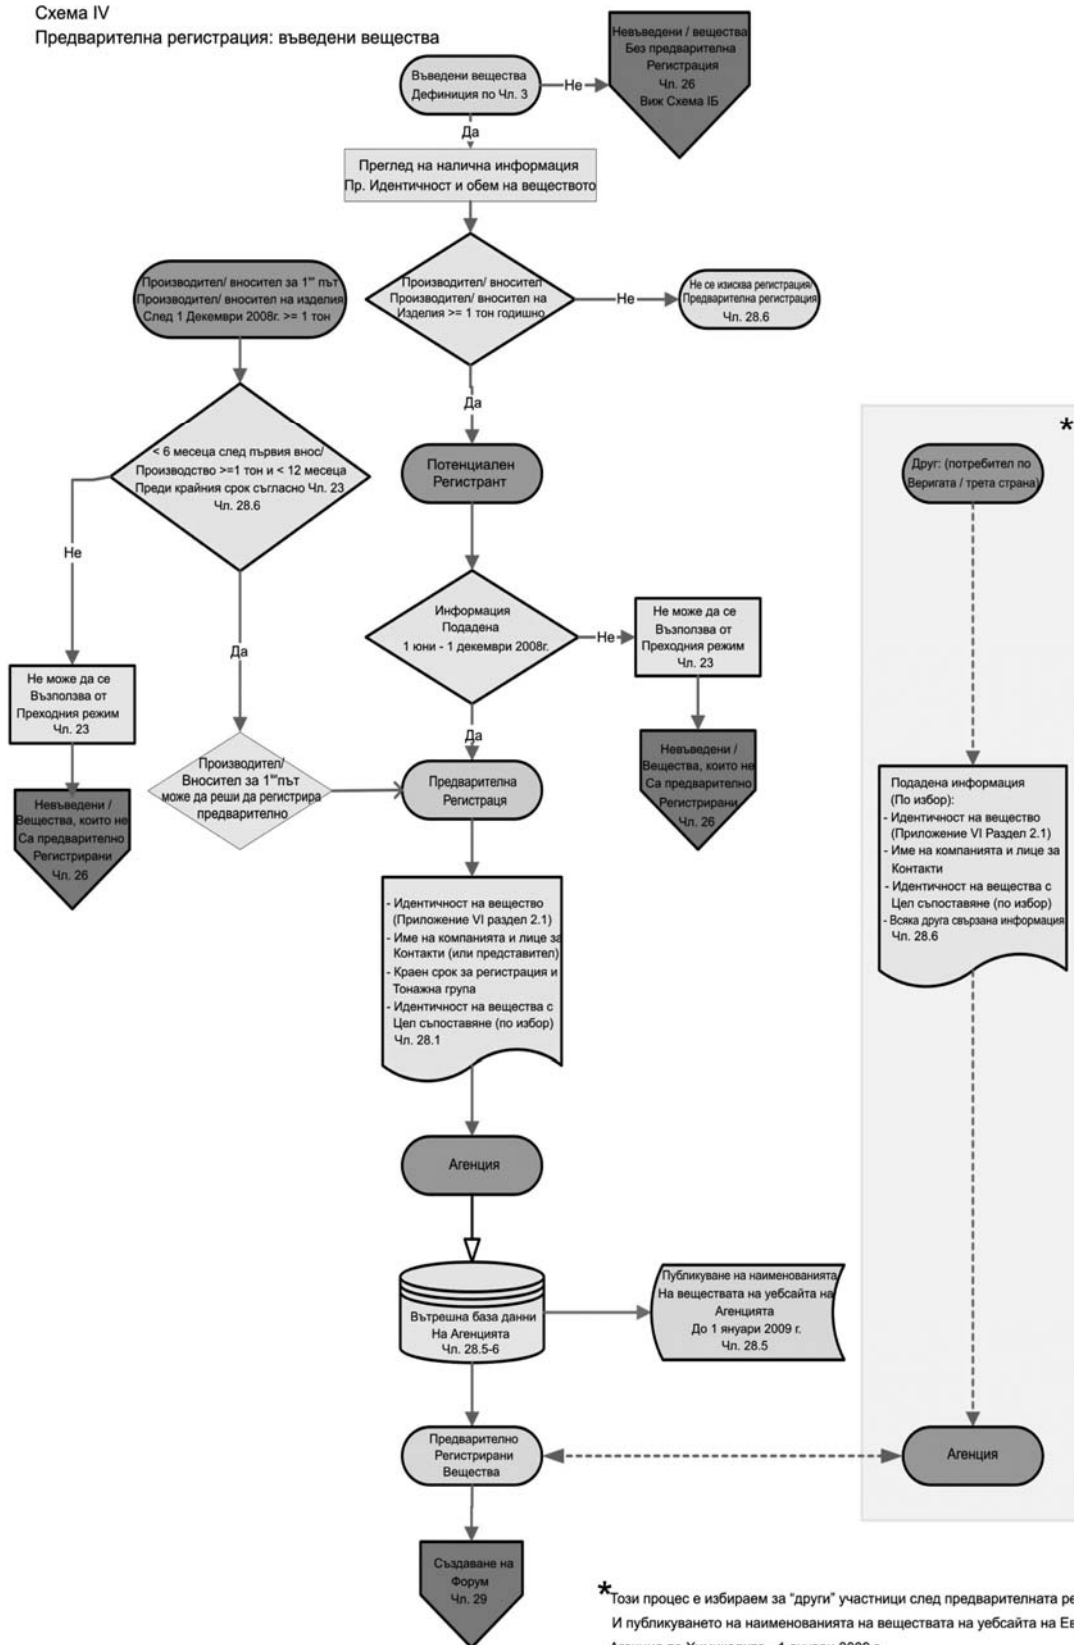 Схема IV
Предварителна регистрация: въведени вещества
Въведени вещества
Дефиниция по Чл. 3
Не
Невъведени / вещества
Без предварителна
Регистрация
Чл. 26
Виж Схема IБ
Да
Преглед на налична информация
Пр. Идентичност и обем на веществото
Производител/ вносител за 1ви път
Производител/ вносител на изделия
След 1 Декември 2008г. >= 1 тон
Производител/ вносител
Производител/ вносител на
Изделия >= 1 тон годишно
Не
Не се изисква регистрация/
Предварителна регистрация
Чл. 28.6
Да
< 6 месеца след първия внос/
Производство >=1 тон и < 12 месеца
Преди крайния срок съгласно Чл. 23
Чл. 28.6
Потенциален
Регистрант
*
Друг: (потребител по
Веригата / трета страна)
Не
Да
Информация
Подадена
1 юни - 1 декември 2008г.
Не
Не може да се
Възползва от
Преходния режим
Чл. 23
Не може да се
Възползва от
Преходния режим
Чл. 23
Да
Невъведени /
Вещества, които не
Са предварително
Регистрирани
Чл. 26
Производител/
Вносител за 1ви път
може да реши да регистрира
предварително
Предварителна
Регистраця
Невъведени /
Вещества, които не
Са предварително
Регистрирани
Чл. 26
Подадена информация
(По избор):
- Идентичност на вещество
(Приложение VI Раздел 2.1)
- Име на компанията и лице за
Контакти
- Идентичност на вещества с
Цел съпоставяне (по избор)
- Всяка друга свързана информация
Чл. 28.6
- Идентичност на вещество
(Приложение VI раздел 2.1)
- Име на компанията и лице за
Контакти (или представител)
- Краен срок за регистрация и
Тонажна група
- Идентичност на вещества с
Цел съпоставяне (по избор)
Чл. 28.1
Агенция
Вътрешна база данни
На Агенцията
Чл. 28.5-6
Публикуване на наименованията
На веществата на уебсайта на
Агенцията
До 1 януари 2009 г.
Чл. 28.5
Предварително
Регистрирани
Вещества
Агенция
Създаване на
Форум
Чл. 29
*Този процес е избираем за "други" участници след предварителната ре
И публикуването на наименованията на веществата на уебсайта на Ев